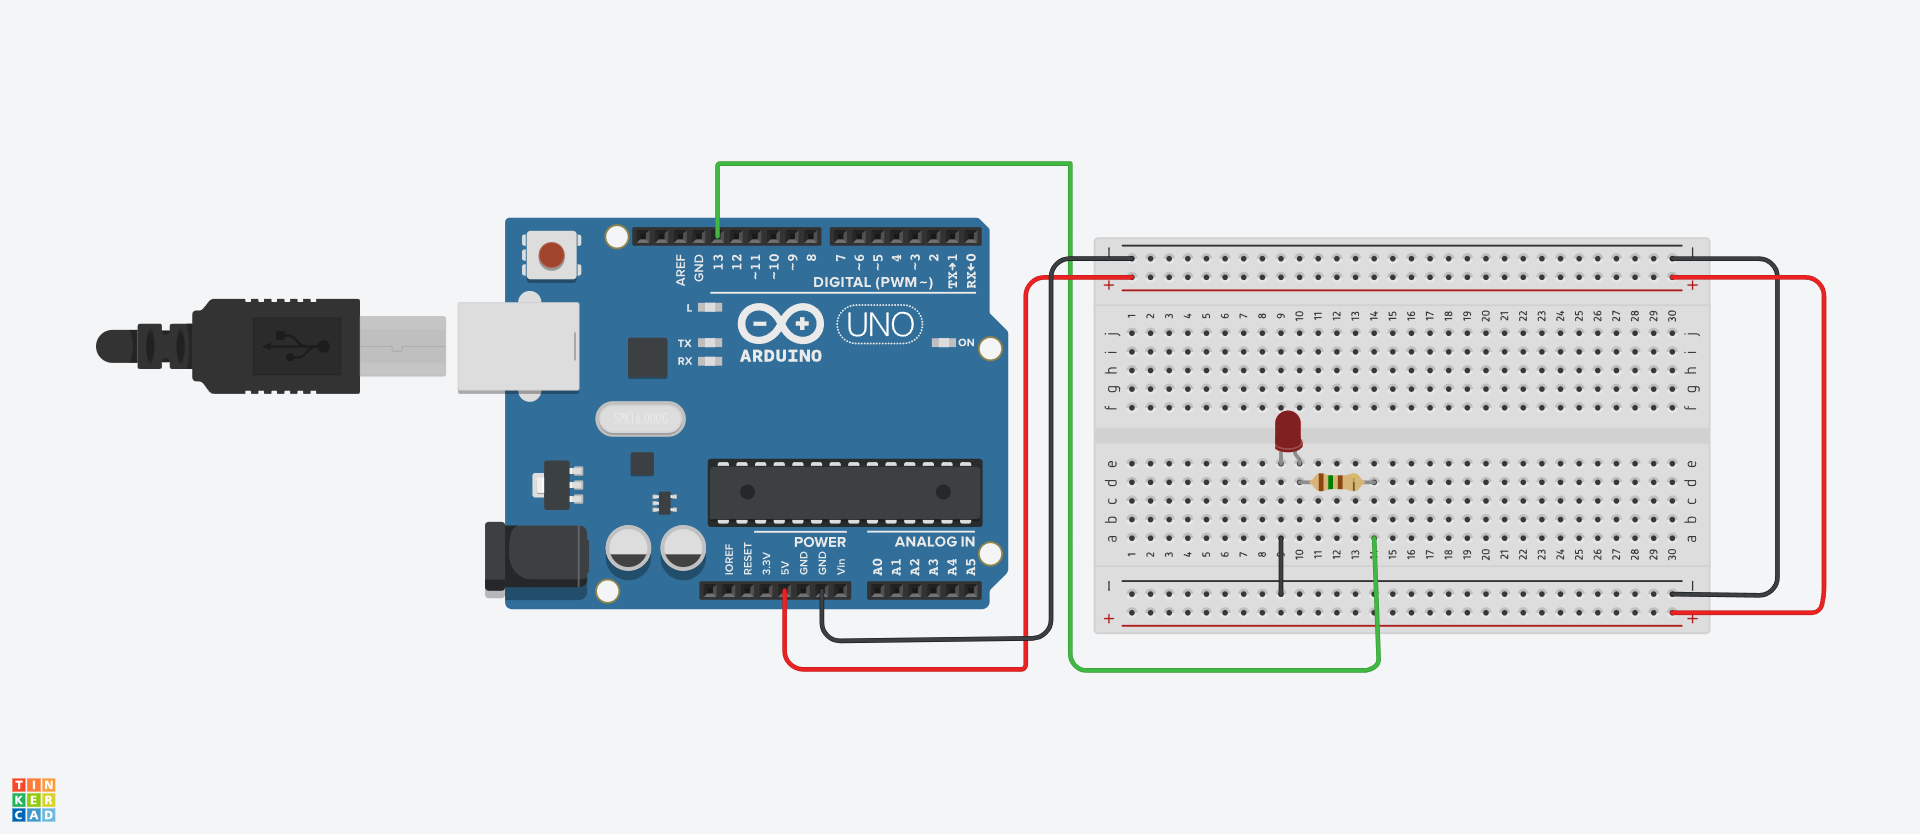 AREF
GND
13
12
~11
~10
~9
8
7
~6
~5
4
~3
2
TX→1
RX←0
DIGITAL (PWM~)
L
TX
RX
ON
UNO
ARDUINO
SPK16.000G
POWER
ANALOG IN
IOREF
RESET
3.3V
5V
GND
GND
Vin
A0
A1
A2
A3
A4
A5
− −
+ +
1 2 3 4 5 6 7 8 9 10 11 12 13 14 15 16 17 18 19 20 21 22 23 24 25 26 27 28 29 30
j j
i i
h h
g g
f f
e e
d d
c c
b b
a a
1 2 3 4 5 6 7 8 9 10 11 12 13 14 15 16 17 18 19 20 21 22 23 24 25 26 27 28 29 30
− −
+ +
TIN
KER
CAD